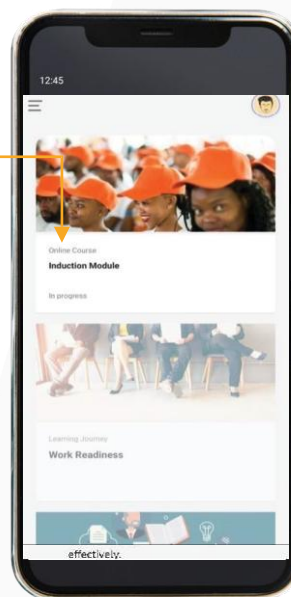 12:45
Online Course
Induction Module
In progress
Learning Journey
Work Readiness
effectively.